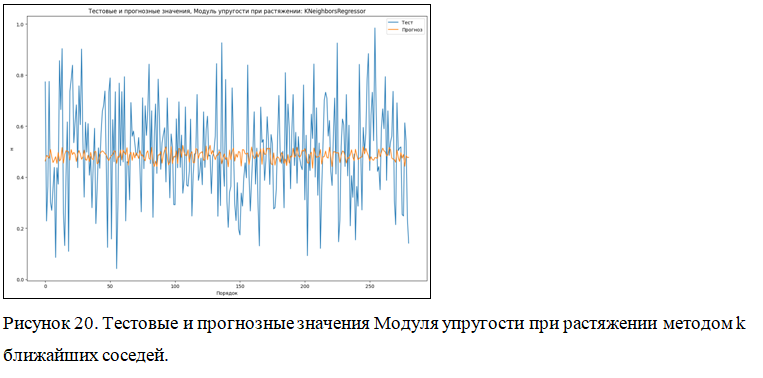 Тестовые и прогнозные значения, Модуль упругости при растяжении: KNeighborsRegressor
Тест
Прогноз
1.0
0.8
0.6
0.4
0.2
0.0
0
50
100
150
200
250
Порядок
Рисунок 20. Тестовые и прогнозные значения Модуля упругости при растяжении методом k
ближайших соседей.